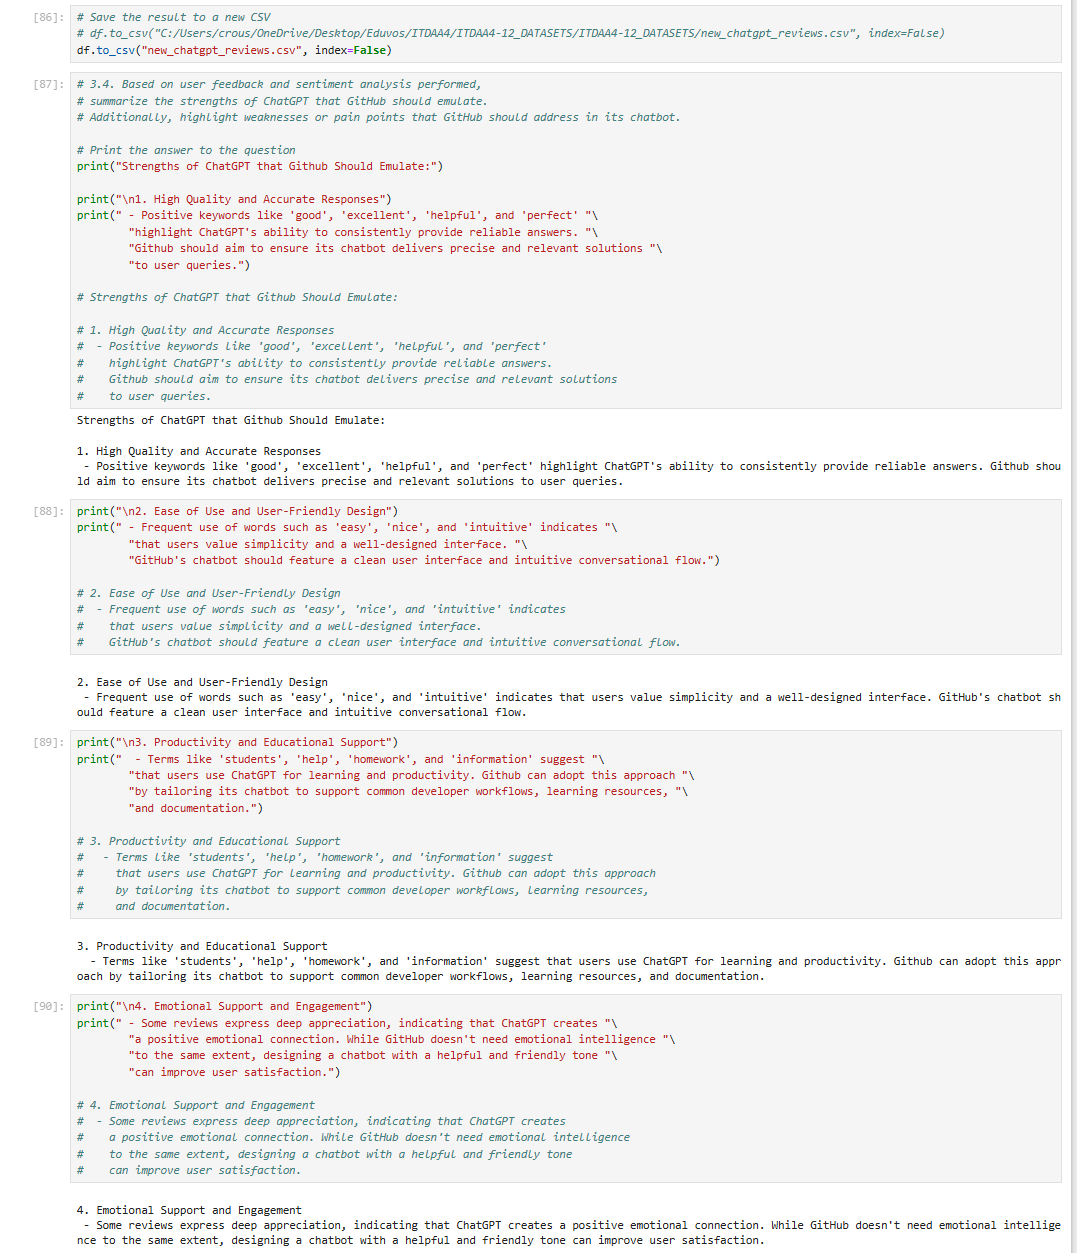 [86]: # Save the result to a new CSV
# df.to_csv("C:/Users/crous/OneDrive/Desktop/Eduvos/ITDAA4/ITDAA4-12_DATASETS/ITDAA4-12_DATASETS/new_chatgpt_reviews.csv", index=False)
df.to_csv("new_chatgpt_reviews.csv", index=False)
[87]: # 3.4. Based on user feedback and sentiment analysis performed,
# summarize the strengths of ChatGPT that GitHub should emulate.
# Additionally, highlight weaknesses or pain points that GitHub should address in its chatbot.

# Print the answer to the question
print("Strengths of ChatGPT that Github Should Emulate:")

print("\n1. High Quality and Accurate Responses")
print(" - Positive keywords like 'good', 'excellent', 'helpful', and 'perfect' "\
"highlight ChatGPT's ability to consistently provide reliable answers. "\
"Github should aim to ensure its chatbot delivers precise and relevant solutions "\
"to user queries.")

# Strengths of ChatGPT that Github Should Emulate:

# 1. High Quality and Accurate Responses
#  - Positive keywords like 'good', 'excellent', 'helpful', and 'perfect'
#    highlight ChatGPT's ability to consistently provide reliable answers.
#    Github should aim to ensure its chatbot delivers precise and relevant solutions
#    to user queries.
Strengths of ChatGPT that Github Should Emulate:

1. High Quality and Accurate Responses
 - Positive keywords like 'good', 'excellent', 'helpful', and 'perfect' highlight ChatGPT's ability to consistently provide reliable answers. Github shou
ld aim to ensure its chatbot delivers precise and relevant solutions to user queries.
[88]: print("\n2. Ease of Use and User-Friendly Design")
print(" - Frequent use of words such as 'easy', 'nice', and 'intuitive' indicates "\
"that users value simplicity and a well-designed interface. "\
"GitHub's chatbot should feature a clean user interface and intuitive conversational flow.")

# 2. Ease of Use and User-Friendly Design
#  - Frequent use of words such as 'easy', 'nice', and 'intuitive' indicates
#    that users value simplicity and a well-designed interface.
#    GitHub's chatbot should feature a clean user interface and intuitive conversational flow.

2. Ease of Use and User-Friendly Design
 - Frequent use of words such as 'easy', 'nice', and 'intuitive' indicates that users value simplicity and a well-designed interface. GitHub's chatbot sh
ould feature a clean user interface and intuitive conversational flow.
[89]: print("\n3. Productivity and Educational Support")
print("  - Terms like 'students', 'help', 'homework', and 'information' suggest "\
"that users use ChatGPT for learning and productivity. Github can adopt this approach "\
"by tailoring its chatbot to support common developer workflows, learning resources, "\
"and documentation.")

# 3. Productivity and Educational Support
#   - Terms like 'students', 'help', 'homework', and 'information' suggest
#     that users use ChatGPT for learning and productivity. Github can adopt this approach
#     by tailoring its chatbot to support common developer workflows, learning resources,
#     and documentation.

3. Productivity and Educational Support
  - Terms like 'students', 'help', 'homework', and 'information' suggest that users use ChatGPT for learning and productivity. Github can adopt this appr
oach by tailoring its chatbot to support common developer workflows, learning resources, and documentation.
[90]: print("\n4. Emotional Support and Engagement")
print(" - Some reviews express deep appreciation, indicating that ChatGPT creates "\
"a positive emotional connection. While GitHub doesn't need emotional intelligence "\
"to the same extent, designing a chatbot with a helpful and friendly tone "\
"can improve user satisfaction.")

# 4. Emotional Support and Engagement
#  - Some reviews express deep appreciation, indicating that ChatGPT creates
#    a positive emotional connection. While GitHub doesn't need emotional intelligence
#    to the same extent, designing a chatbot with a helpful and friendly tone
#    can improve user satisfaction.

4. Emotional Support and Engagement
 - Some reviews express deep appreciation, indicating that ChatGPT creates a positive emotional connection. While GitHub doesn't need emotional intellige
nce to the same extent, designing a chatbot with a helpful and friendly tone can improve user satisfaction.